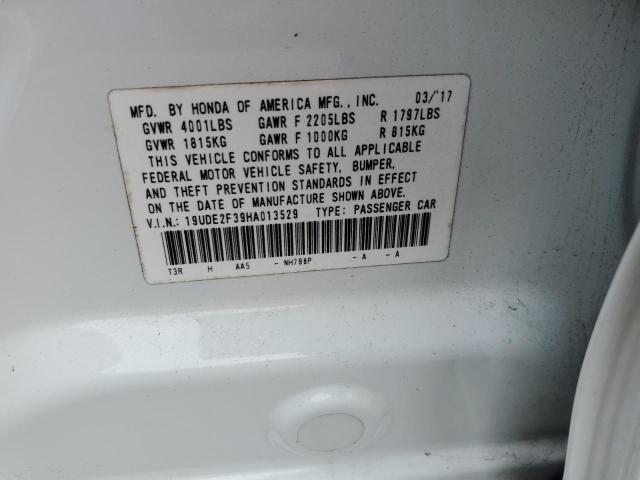 MFD. BY HONDA OF AMERICA MFG., INC. 03/'17
GVWR 4001LBS GAWR F 2205LBS R 1797LBS
GVWR 1815KG GAWR F 1000KG R 815KG
THIS VEHICLE CONFORMS TO ALL APPLICABLE
FEDERAL MOTOR VEHICLE SAFETY, BUMPER,
AND THEFT PREVENTION STANDARDS IN EFFECT
ON THE DATE OF MANUFACTURE SHOWN ABOVE.
V.I.N.: 19UDE2F39HA013529 TYPE: PASSENGER CAR
T3R H AA5 - NH788P - A - A